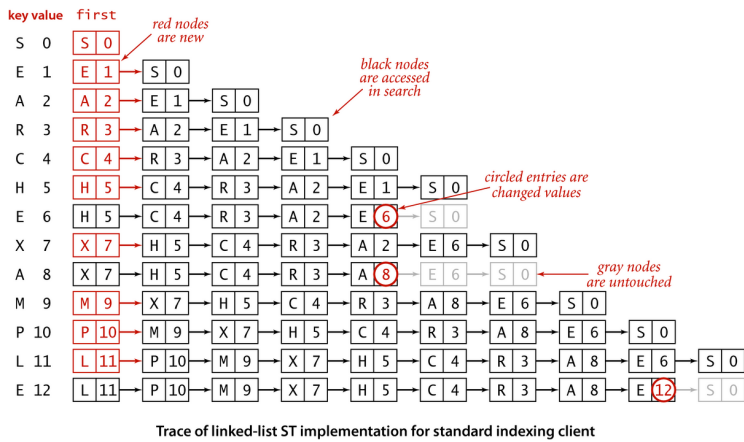 key value first
red nodes
are new
S 0 S 0
E 1 E 1 S 0
black nodes
are accessed
in search
A 2 A 2 E 1 S 0
R 3 R 3 A 2 E 1 S 0
C 4 C 4 R 3 A 2 E 1 S 0
H 5 H 5 C 4 R 3 A 2 E 1 S 0
circled entries are
changed values
E 6 H 5 C 4 R 3 A 2 E 6 S 0
X 7 X 7 H 5 C 4 R 3 A 2 E 6 S 0
A 8 X 7 H 5 C 4 R 3 A 8 E 6 S 0
gray nodes
are untouched
M 9 M 9 X 7 H 5 C 4 R 3 A 8 E 6 S 0
P 10 P 10 M 9 X 7 H 5 C 4 R 3 A 8 E 6 S 0
L 11 L 11 P 10 M 9 X 7 H 5 C 4 R 3 A 8 E 6 S 0
E 12 L 11 P 10 M 9 X 7 H 5 C 4 R 3 A 8 E 12 S 0
Trace of linked-list ST implementation for standard indexing client